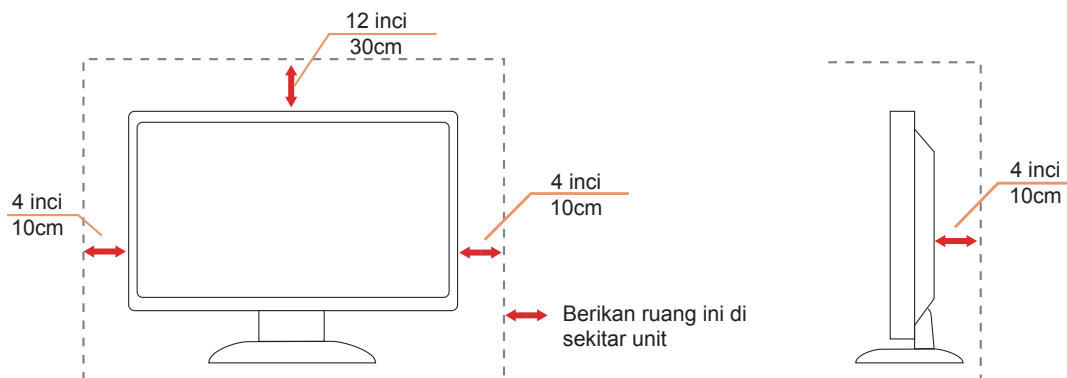 12 inci
30cm
4 inci
10cm
4 inci
10cm
Berikan ruang ini di
sekitar unit
4 inci
10cm